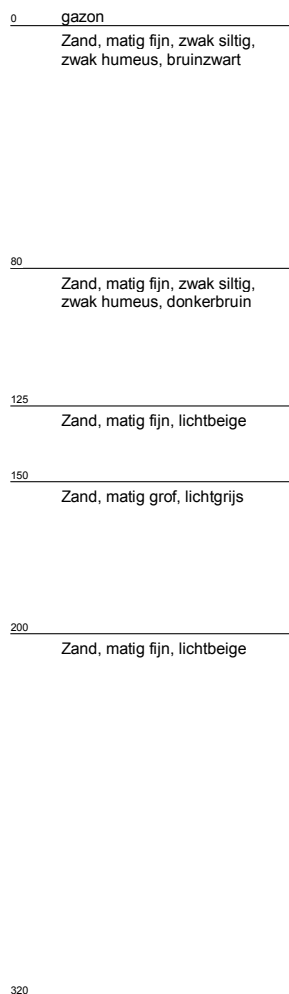 0 gazon
Zand, matig fijn, zwak siltig,
zwak humeus, bruinzwart
80
Zand, matig fijn, zwak siltig,
zwak humeus, donkerbruin
125
Zand, matig fijn, lichtbeige
150
Zand, matig grof, lichtgrijs
200
Zand, matig fijn, lichtbeige
320